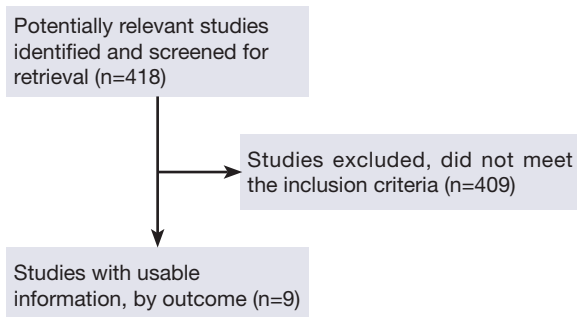 Potentially relevant studies
identified and screened for
retrieval (n=418)
Studies excluded, did not meet
the inclusion criteria (n=409)
Studies with usable
information, by outcome (n=9)